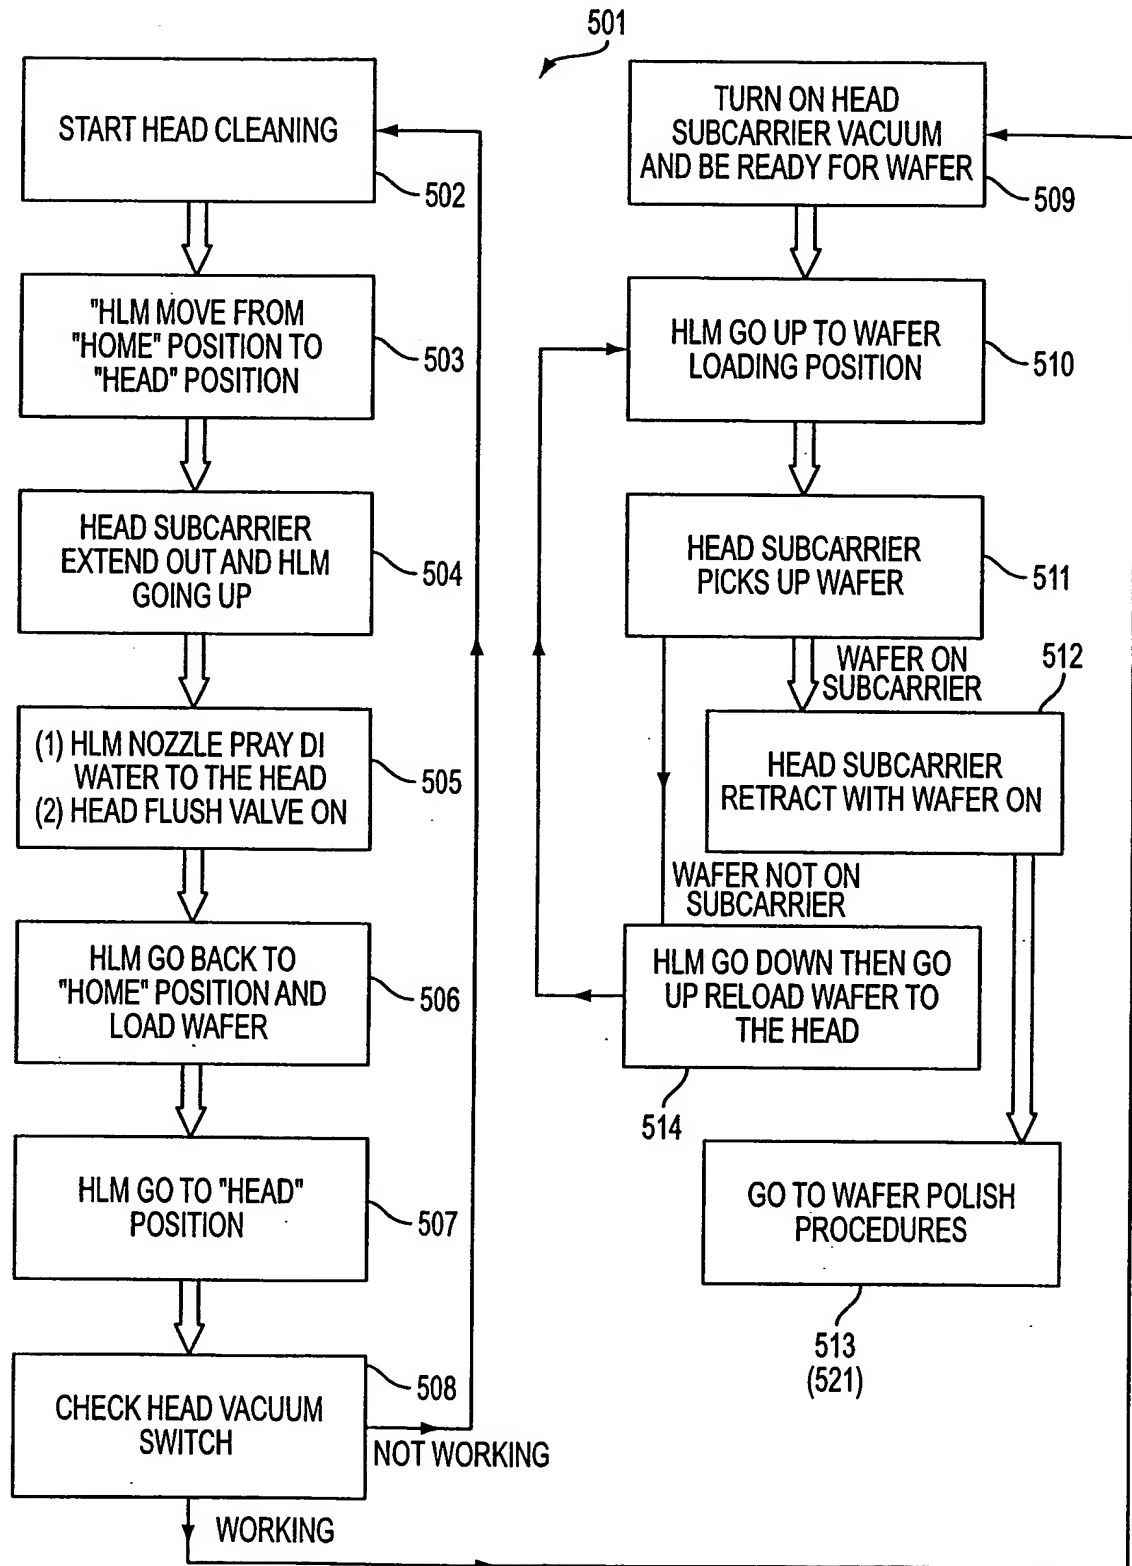 501
START HEAD CLEANING
502
"HLM MOVE FROM
"HOME" POSITION TO
"HEAD" POSITION
503
HEAD SUBCARRIER
EXTEND OUT AND HLM
GOING UP
504
(1) HLM NOZZLE PRAY DI
WATER TO THE HEAD
(2) HEAD FLUSH VALVE ON
505
HLM GO BACK TO
"HOME" POSITION AND
LOAD WAFER
506
HLM GO TO "HEAD"
POSITION
507
CHECK HEAD VACUUM
SWITCH
508
NOT WORKING
WORKING
TURN ON HEAD
SUBCARRIER VACUUM
AND BE READY FOR WAFER
509
HLM GO UP TO WAFER
LOADING POSITION
510
HEAD SUBCARRIER
PICKS UP WAFER
511
WAFER ON
SUBCARRIER
512
HEAD SUBCARRIER
RETRACT WITH WAFER ON
WAFER NOT ON
SUBCARRIER
HLM GO DOWN THEN GO
UP RELOAD WAFER TO
THE HEAD
514
GO TO WAFER POLISH
PROCEDURES
513
(521)